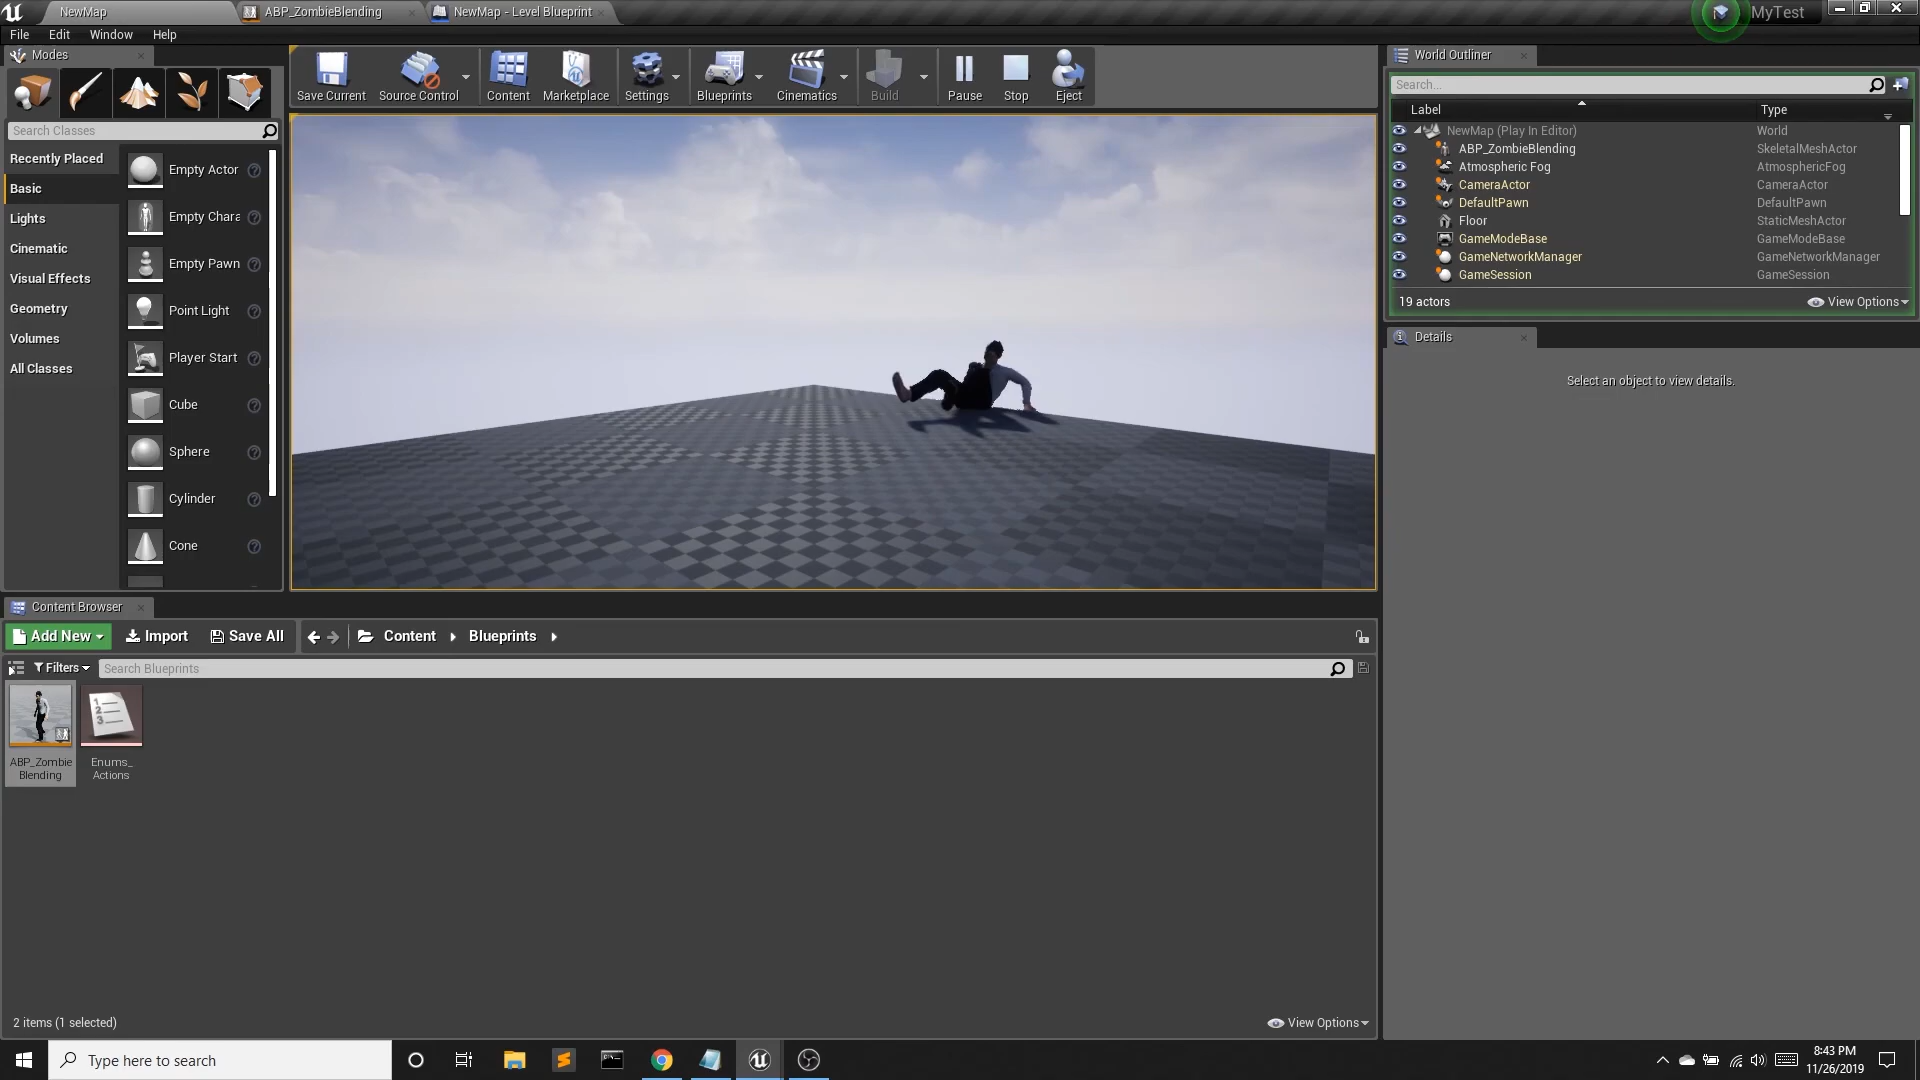 NewMap
ABP_ZombieBlending
NewMap - Level Blueprint
MyTest
File Edit Window Help
Modes
Search Classes
Recently Placed
Basic
Lights
Cinematic
Visual Effects
Geometry
Volumes
All Classes
Empty Actor
Empty Chara
Empty Pawn
Point Light
Player Start
Cube
Sphere
Cylinder
Cone
Save Current
Source Control
Content
Marketplace
Settings
Blueprints
Cinematics
Build
Pause
Stop
Eject
World Outliner
Search...
Label Type
NewMap (Play In Editor) World
ABP_ZombieBlending SkeletalMeshActor
Atmospheric Fog AtmosphericFog
CameraActor CameraActor
DefaultPawn DefaultPawn
Floor StaticMeshActor
GameModeBase GameModeBase
GameNetworkManager GameNetworkManager
GameSession GameSession
19 actors View Options
Details
Select an object to view details.
Content Browser
Add New Import Save All Content Blueprints
Filters Search Blueprints
ABP_Zombie
Blending
1
2
3
Enums_
Actions
2 items (1 selected) View Options
Type here to search
8:43 PM
11/26/2019